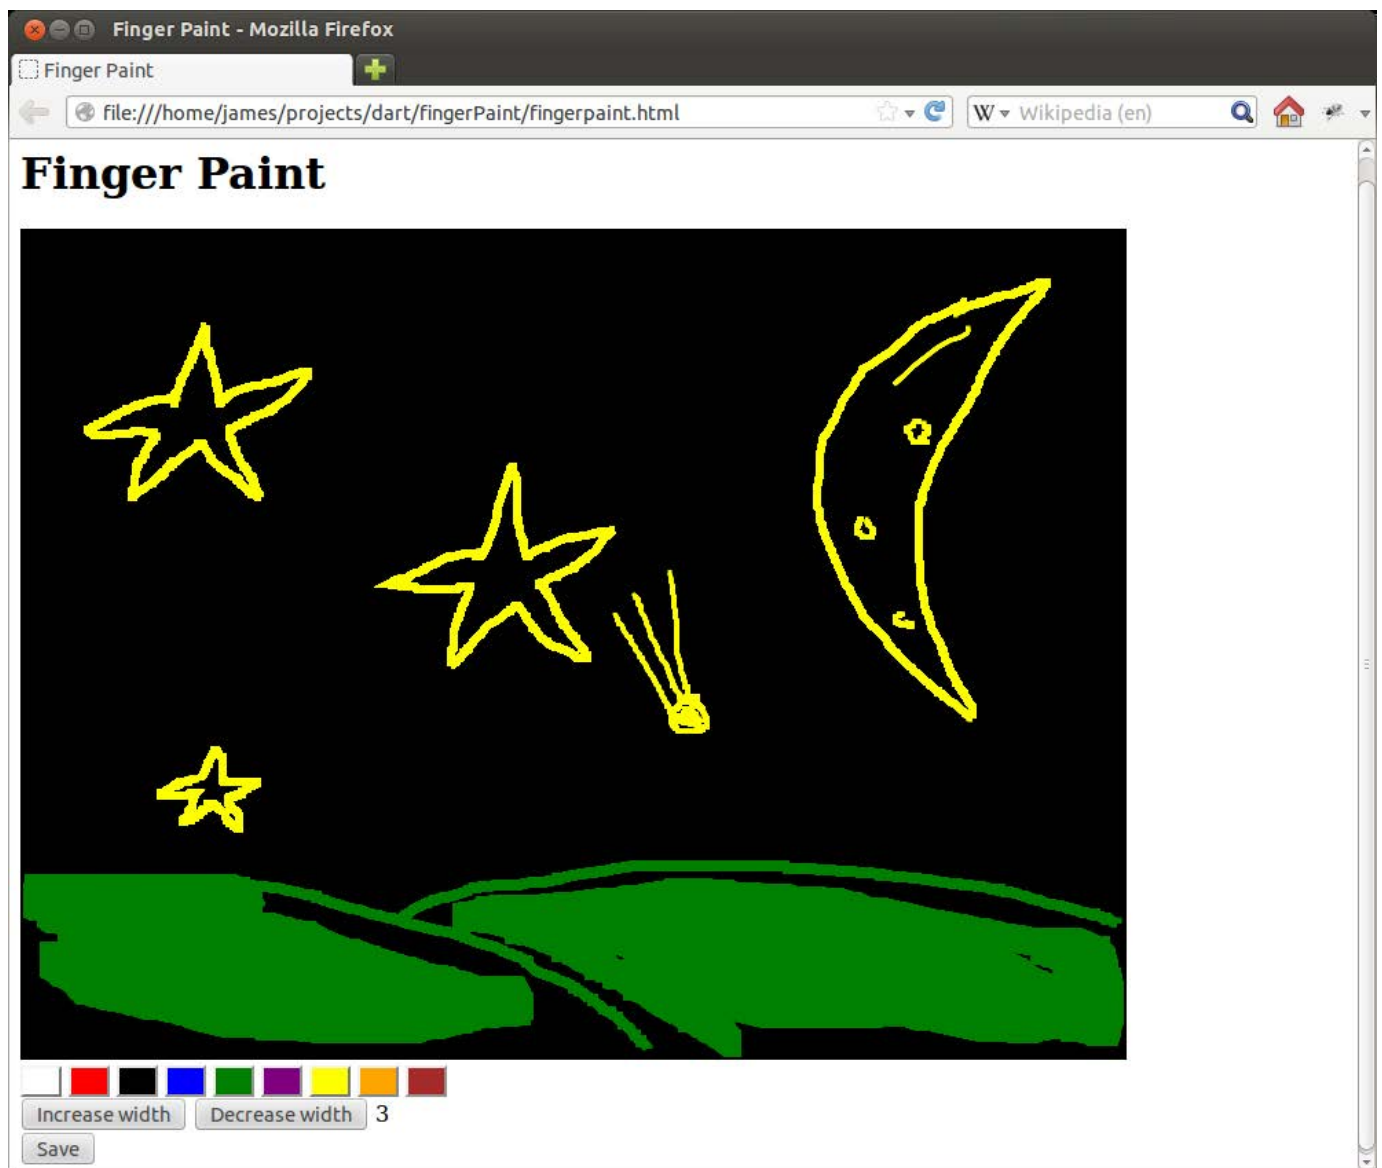 Finger Paint - Mozilla Firefox
Finger Paint
file:///home/james/projects/dart/fingerPaint/fingerpaint.html W Wikipedia (en)
Finger Paint
Increase width Decrease width 3
Save